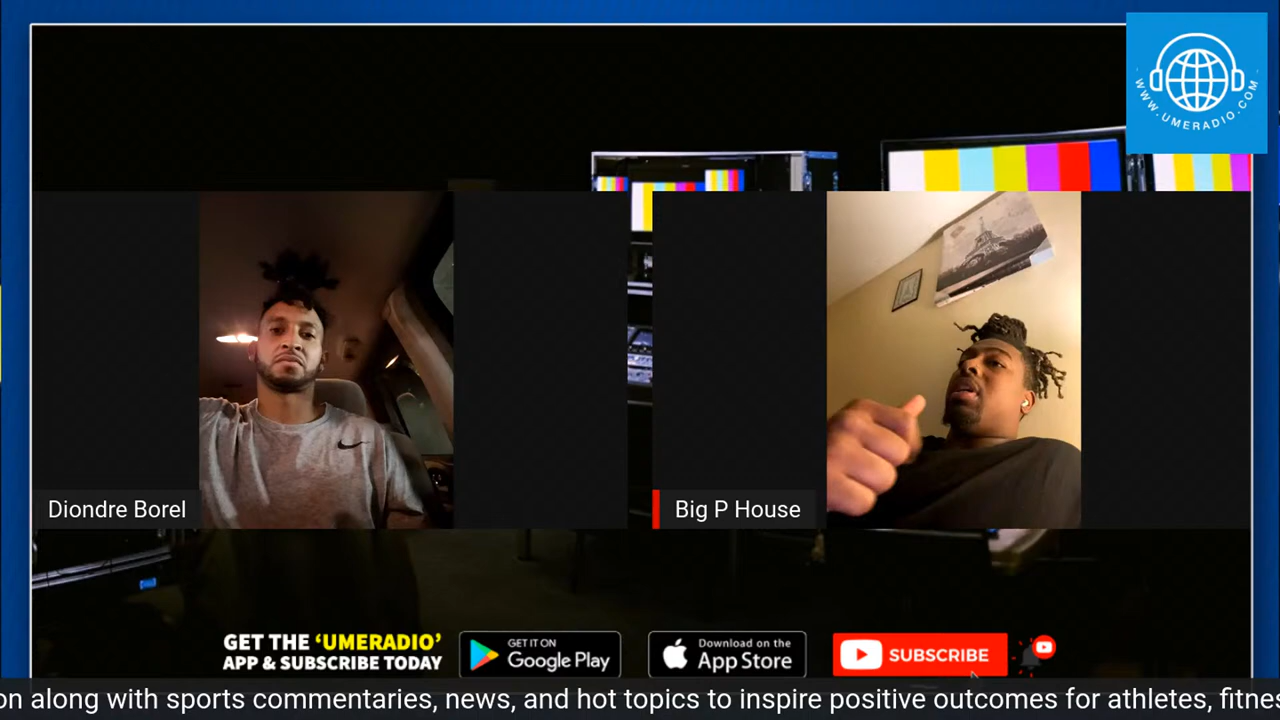 WWW.UMERADIO.COM
Diondre Borel
Big P House
GET THE ‘UMERADIO’
APP & SUBSCRIBE TODAY
GET IT ON
Google Play
Download on the
App Store
SUBSCRIBE
on along with sports commentaries, news, and hot topics to inspire positive outcomes for athletes, fitnes